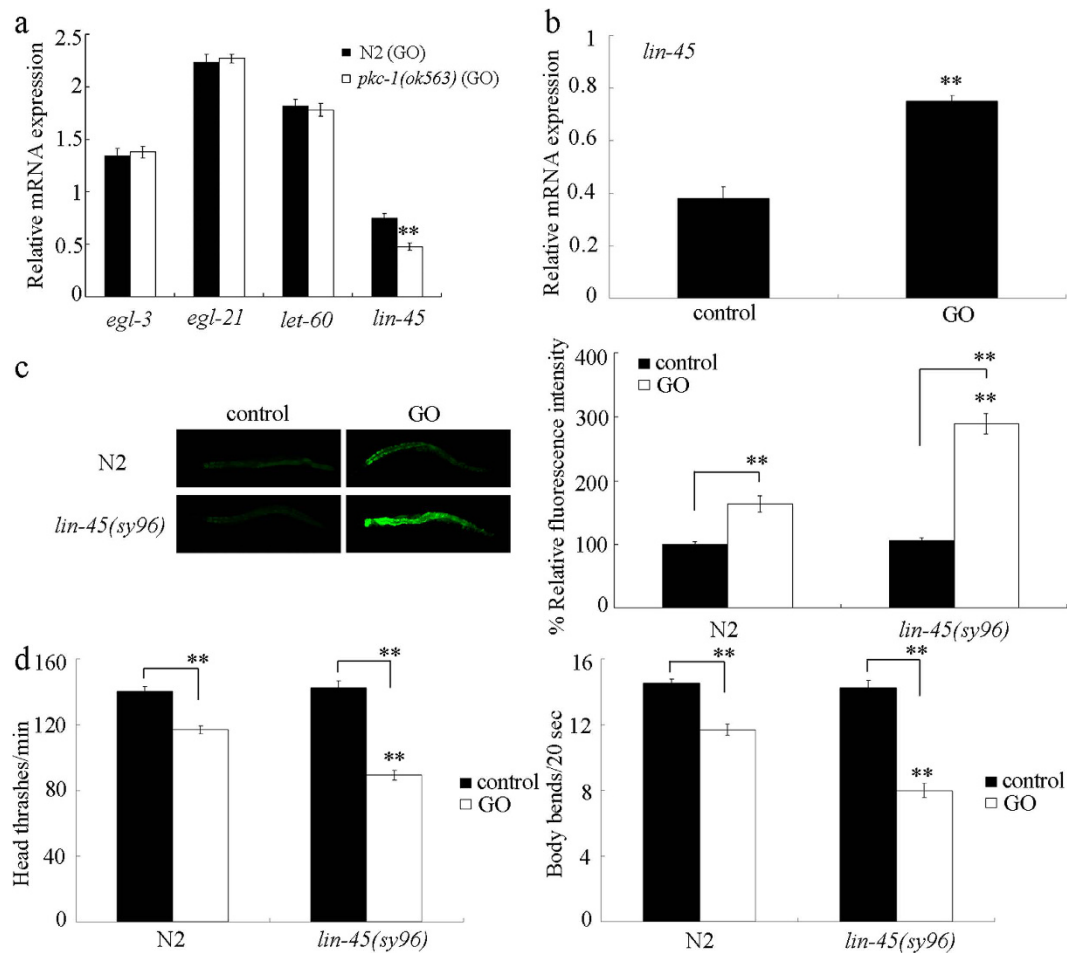 a
2.5
2
1.5
1
0.5
0
Relative mRNA expression
N2 (GO)
pkc-1(ok563) (GO)
**
egl-3 egl-21 let-60 lin-45
b
lin-45
1
0.8
0.6
0.4
0.2
0
Relative mRNA expression
**
control GO
c
control GO
N2
lin-45(sy96)
400
300
200
100
0
% Relative fluorescence intensity
control
GO
**
**
**
N2 lin-45(sy96)
d
160
120
80
40
0
Head thrashes/min
**
**
**
control
GO
N2 lin-45(sy96)
16
12
8
4
0
Body bends/20 sec
**
**
**
control
GO
N2 lin-45(sy96)